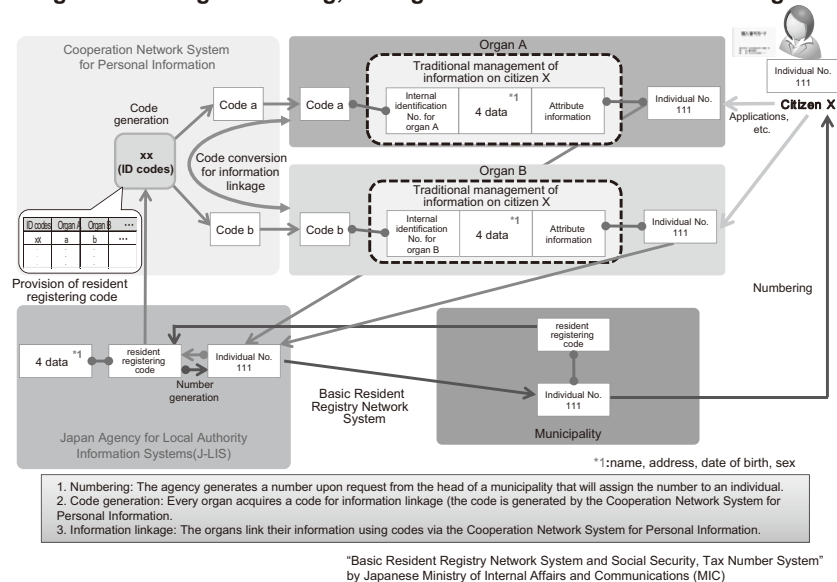 Cooperation Network System
for Personal Information
Organ A
Traditional management of
information on citizen X
Code
generation
Code a
Code a
Internal
identification
No. for
organ A
4 data *1
Attribute
information
Individual No.
111
Individual No.
111
Citizen X
Applications,
etc.
xx
(ID codes)
Code conversion
for information
linkage
Organ B
Traditional management of
information on citizen X
ID codes Organ A Organ B ...
xx a b ...
Code b
Code b
Internal
identification
No. for
organ B
4 data *1
Attribute
information
Individual No.
111
Provision of resident
registering code
Numbering
4 data *1
resident
registering
code
Individual No.
111
Number
generation
Basic Resident
Registry Network
System
resident
registering
code
Individual No.
111
Japan Agency for Local Authority
Information Systems(J-LIS)
Municipality
*1:name, address, date of birth, sex
1. Numbering: The agency generates a number upon request from the head of a municipality that will assign the number to an individual.
2. Code generation: Every organ acquires a code for information linkage (the code is generated by the Cooperation Network System for
Personal Information.
3. Information linkage: The organs link their information using codes via the Cooperation Network System for Personal Information.
“Basic Resident Registry Network System and Social Security, Tax Number System”
by Japanese Ministry of Internal Affairs and Communications (MIC)